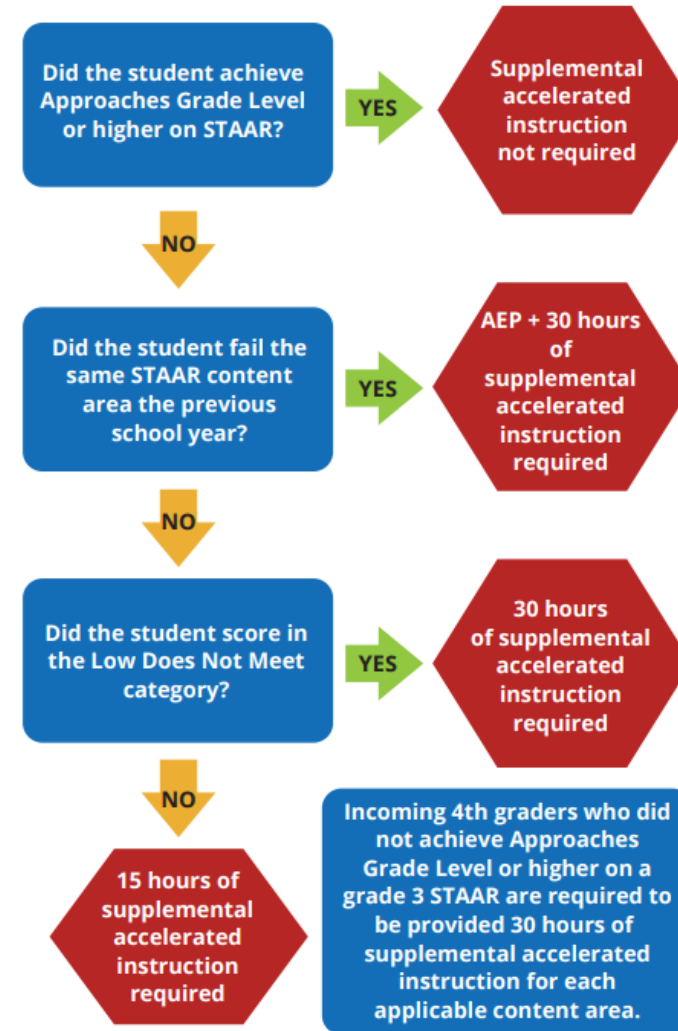 Did the student achieve
Approaches Grade Level
or higher on STAAR?
YES
Supplemental
accelerated
instruction
not required
NO
Did the student fail the
same STAAR content
area the previous
school year?
YES
AEP + 30 hours
of
supplemental
accelerated
instruction
required
NO
Did the student score in
the Low Does Not Meet
category?
YES
30 hours
of supplemental
accelerated
instruction
required
NO
15 hours of
supplemental
accelerated
instruction
required
Incoming 4th graders who did
not achieve Approaches
Grade Level or higher on a
grade 3 STAAR are required to
be provided 30 hours of
supplemental accelerated
instruction for each
applicable content area.